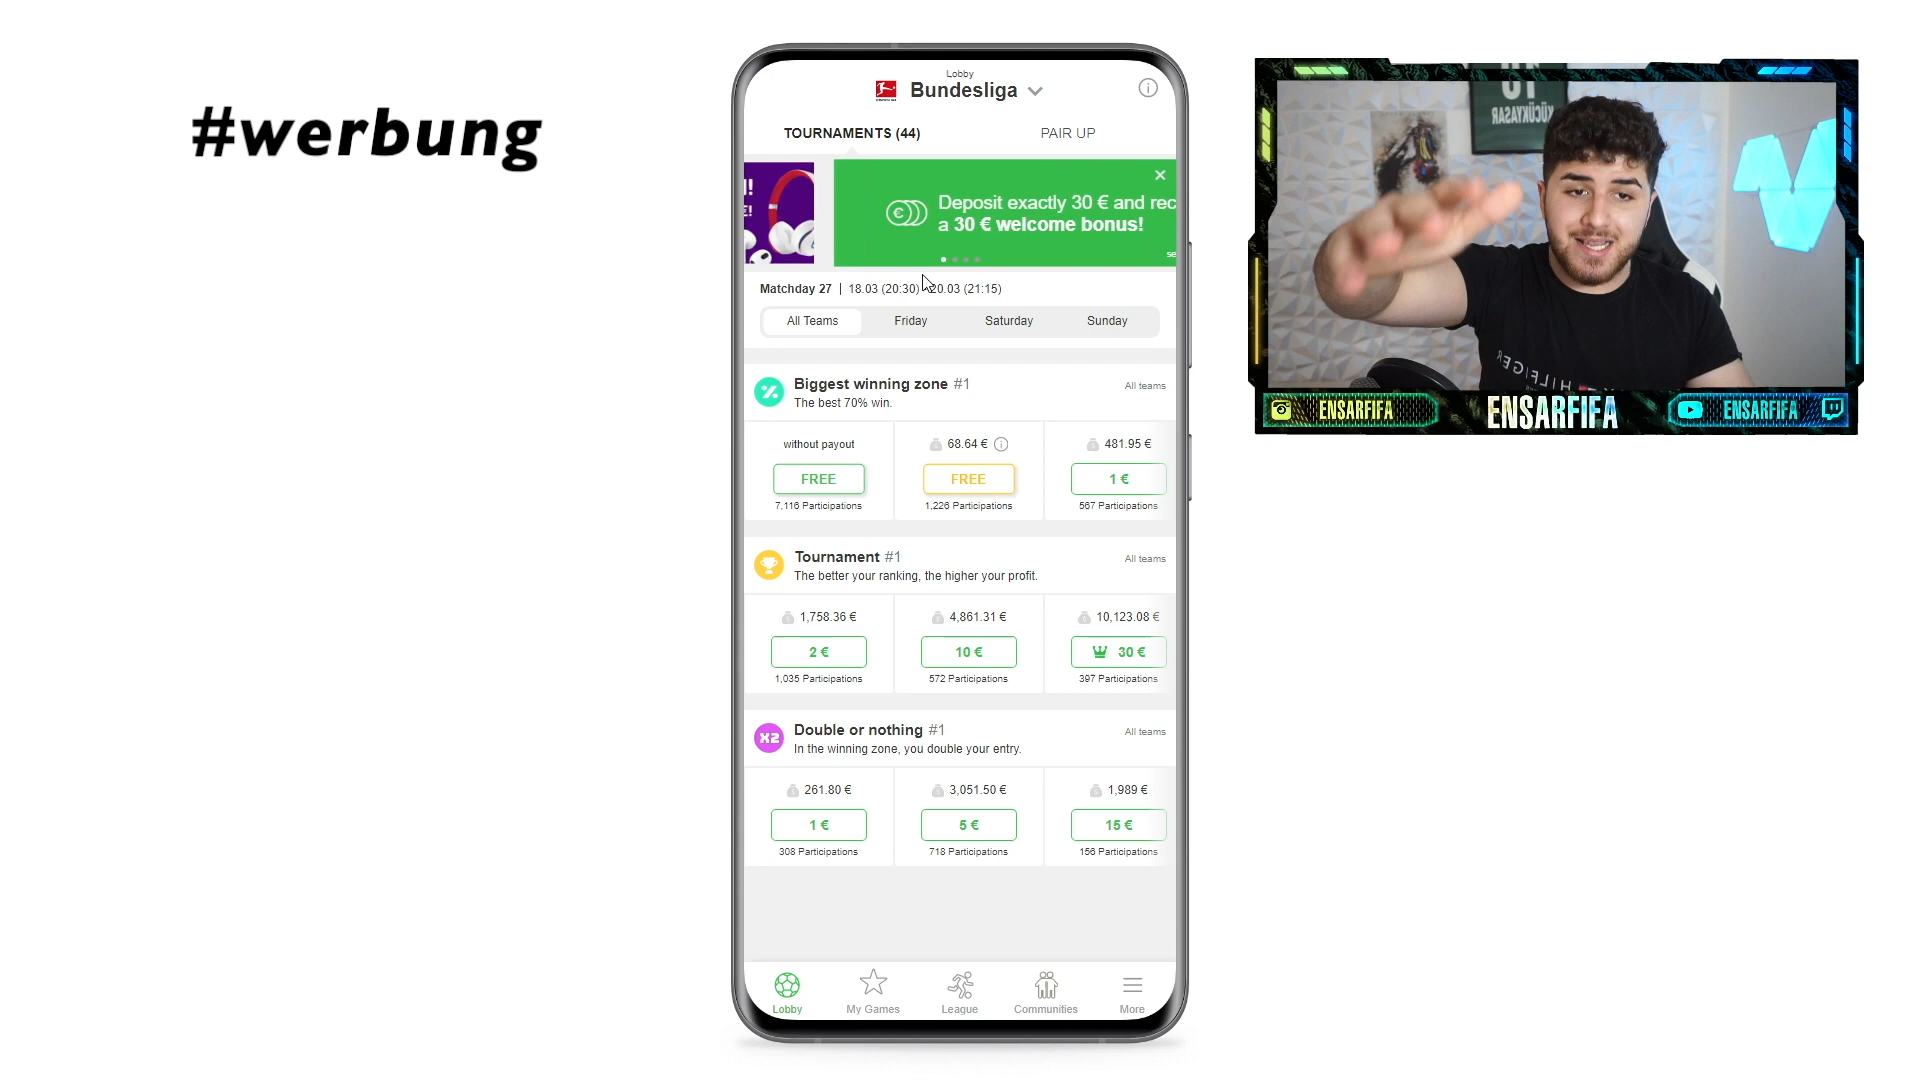 #werbung
Lobby
Bundesliga
TOURNAMENTS (44)
PAIR UP
Deposit exactly 30 € and rec
a 30 € welcome bonus!
se
Matchday 27 | 18.03 (20:30) 20.03 (21:15)
All Teams
Friday
Saturday
Sunday
Biggest winning zone #1
All teams
The best 70% win.
without payout
68.64 €
481.95 €
FREE
FREE
1 €
7,116 Participations
1,226 Participations
567 Participations
Tournament #1
All teams
The better your ranking, the higher your profit.
1,758.36 €
4,861.31 €
10,123.08 €
2 €
10 €
30 €
1,035 Participations
572 Participations
397 Participations
X2
Double or nothing #1
All teams
In the winning zone, you double your entry.
261.80 €
3,051.50 €
1,989 €
1 €
5 €
15 €
308 Participations
718 Participations
156 Participations
Lobby
My Games
League
Communities
More
KÜCÜKYASAR
HILFIGER
ENSARFIFA
ENSARFIFA
ENSARFIFA